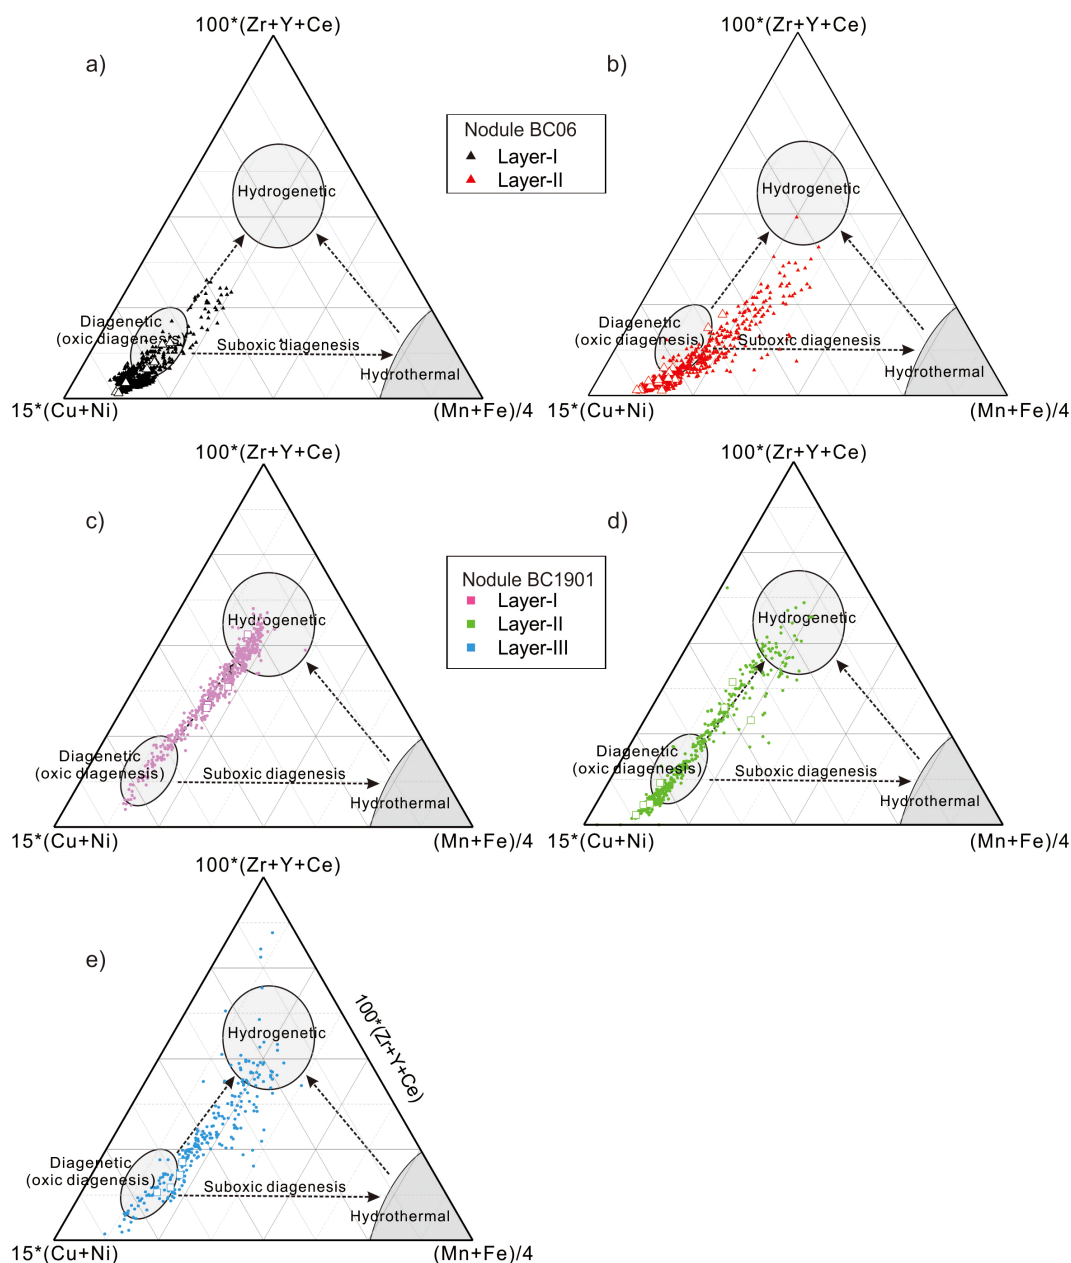 100*(Zr+Y+Ce)
a)
Hydrogenetic
Diagenetic
(oxic diagenesis)
Suboxic diagenesis
Hydrothermal
15*(Cu+Ni)
(Mn+Fe)/4
Nodule BC06
Layer-I
Layer-II
100*(Zr+Y+Ce)
b)
Hydrogenetic
Diagenetic
(oxic diagenesis)
Suboxic diagenesis
Hydrothermal
15*(Cu+Ni)
(Mn+Fe)/4
100*(Zr+Y+Ce)
c)
Hydrogenetic
Diagenetic
(oxic diagenesis)
Suboxic diagenesis
Hydrothermal
15*(Cu+Ni)
(Mn+Fe)/4
Nodule BC1901
Layer-I
Layer-II
Layer-III
100*(Zr+Y+Ce)
d)
Hydrogenetic
Diagenetic
(oxic diagenesis)
Suboxic diagenesis
Hydrothermal
15*(Cu+Ni)
(Mn+Fe)/4
100*(Zr+Y+Ce)
e)
Hydrogenetic
100*(Zr+Y+Ce)
Diagenetic
(oxic diagenesis)
Suboxic diagenesis
Hydrothermal
15*(Cu+Ni)
(Mn+Fe)/4